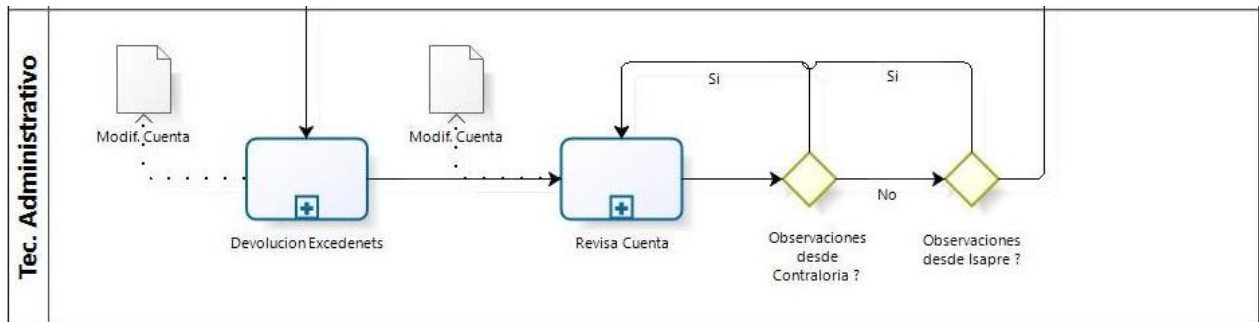 Tec. Administrativo
Modif. Cuenta
Modif. Cuenta
Si
Si
No
Devolucion Excedenets
Revisa Cuenta
Observaciones
desde
Contraloria ?
Observaciones
desde Isapre ?